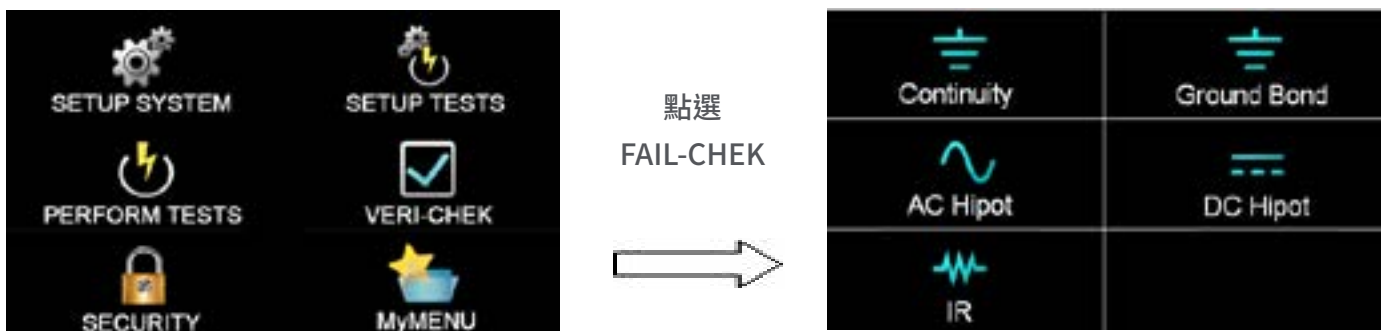 SETUP SYSTEM
SETUP TESTS
PERFORM TESTS
VERI-CHEK
SECURITY
MyMENU
點選
FAIL-CHEK
Continuity
Ground Bond
AC Hipot
DC Hipot
IR